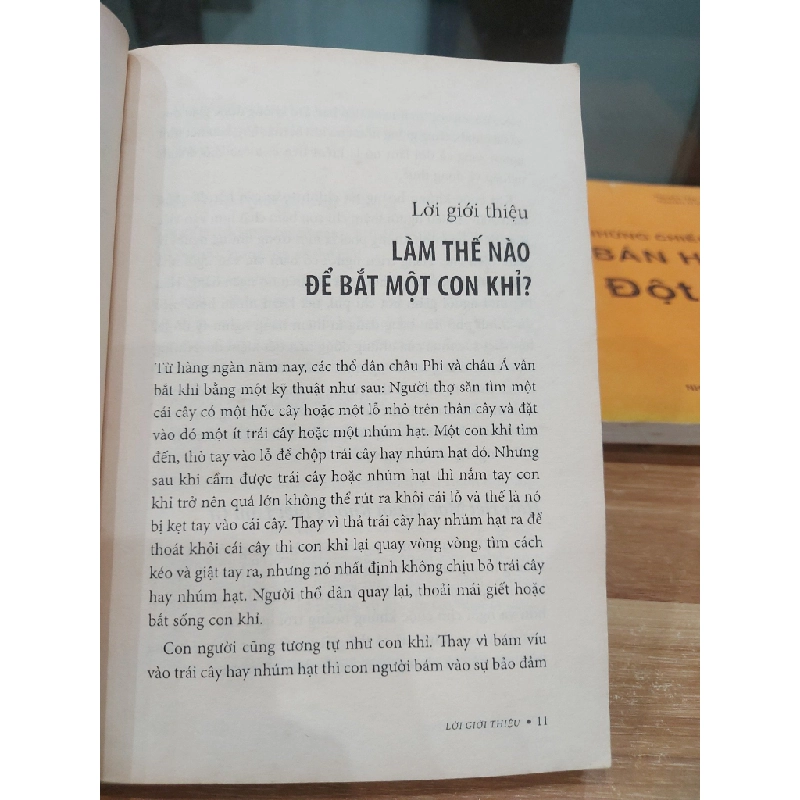 Lời giới thiệu
LÀM THẾ NÀO
ĐỂ BẮT MỘT CON KHỈ?
Từ hàng ngàn năm nay, các thổ dân châu Phi và châu Á vẫn
bắt khỉ bằng một kỹ thuật như sau: Người thợ săn tìm một
cái cây có một hốc cây hoặc một lỗ nhỏ trên thân cây và đặt
vào đó một ít trái cây hoặc một nhúm hạt. Một con khỉ tìm
đến, thò tay vào lỗ để chộp trái cây hay nhúm hạt đó. Nhưng
sau khi cầm được trái cây hoặc nhúm hạt thì nắm tay con
khỉ trở nên quá lớn không thể rút ra khỏi cái lỗ và thế là nó
bị kẹt tay vào cái cây. Thay vì thả trái cây hay nhúm hạt ra để
thoát khỏi cái cây thì con khỉ lại quay vòng vòng, tìm cách
kéo và giật tay ra, nhưng nó nhất định không chịu bỏ trái cây
hay nhúm hạt. Người thổ dân quay lại, thoải mái giết hoặc
bắt sống con khỉ.
Con người cũng tương tự như con khỉ. Thay vì bám víu
vào trái cây hay nhúm hạt thì con người bám vào sự bảo đảm
LỜI GIỚI THIỆU • 11
NHỮNG CHIẾ
BÁN H
Đột